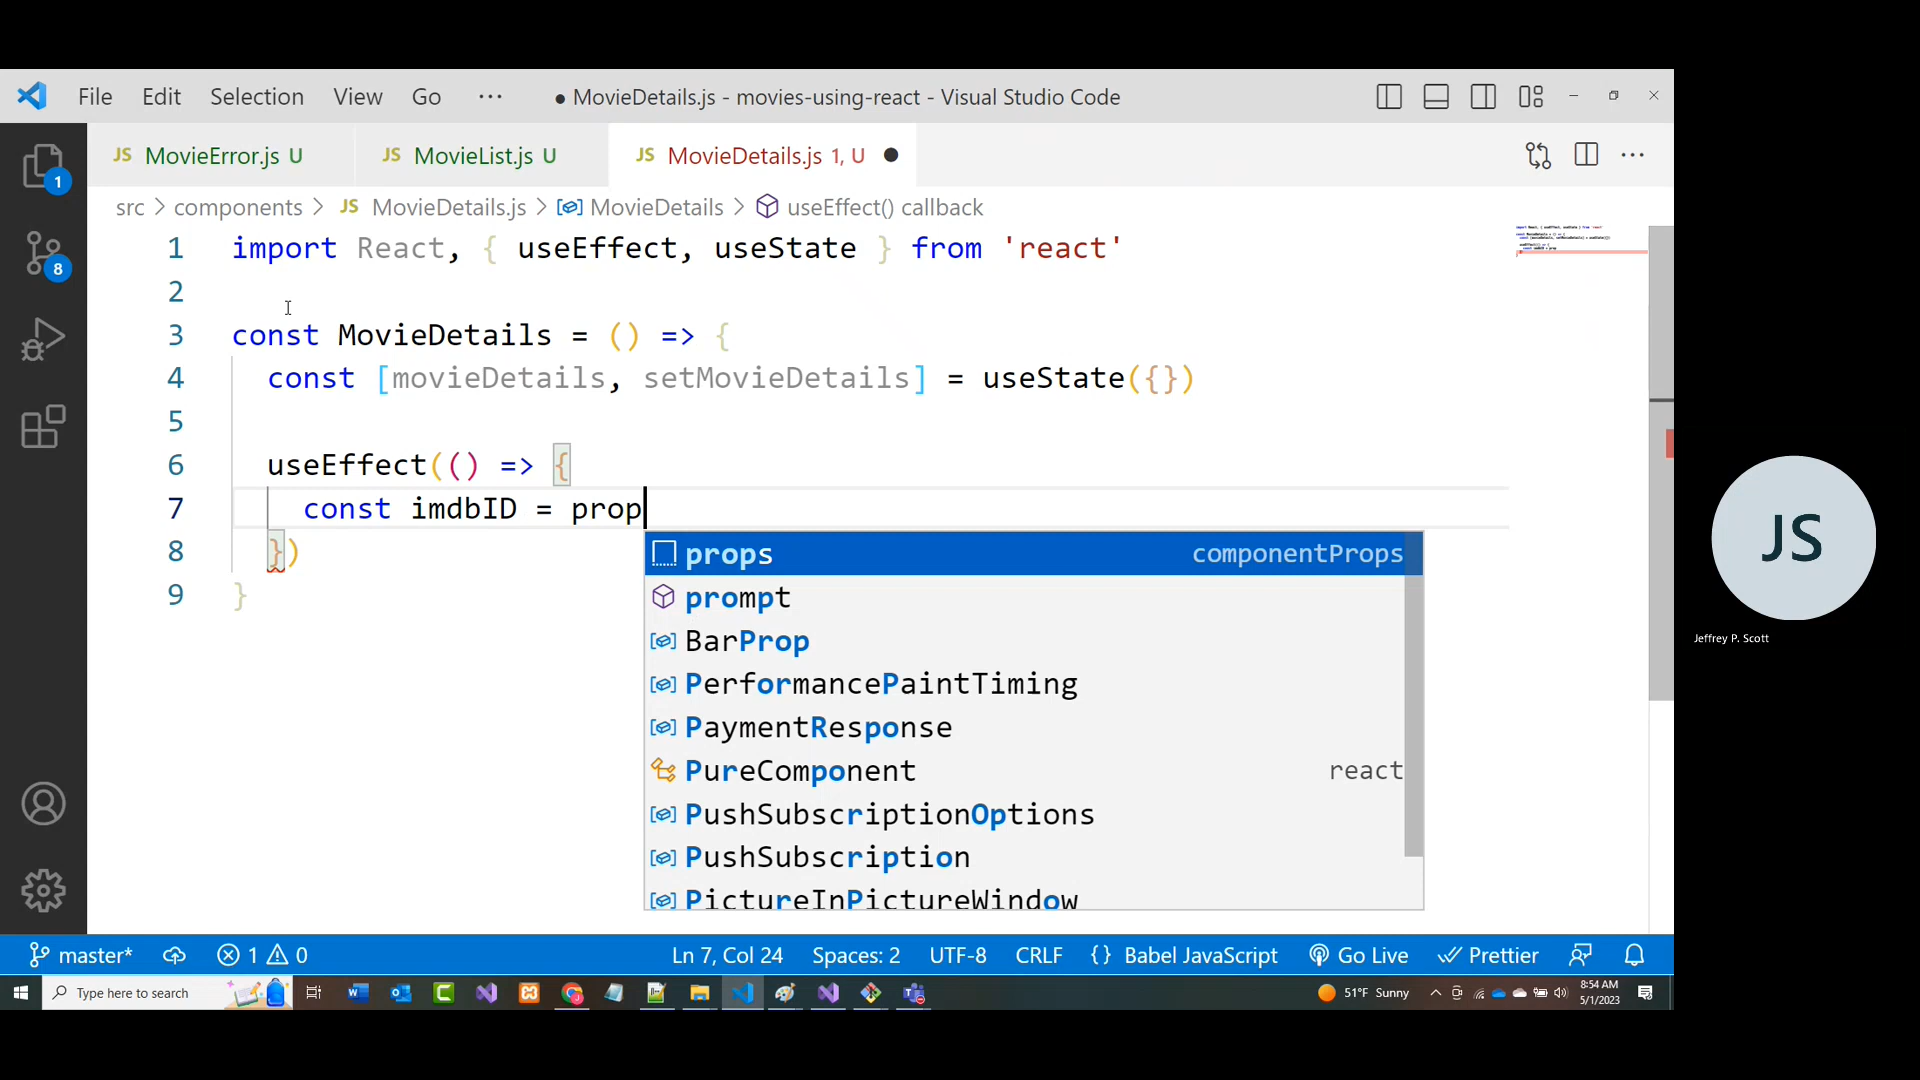 File Edit Selection View Go ··· ● MovieDetails.js - movies-using-react - Visual Studio Code
JS MovieError.js U JS MovieList.js U JS MovieDetails.js 1, U ●
src > components > JS MovieDetails.js > MovieDetails > useEffect() callback
1 import React, { useEffect, useState } from 'react'
2
3 const MovieDetails = () => {
4 const [movieDetails, setMovieDetails] = useState({})
5
6 useEffect(() => {
7 const imdbID = prop
8 })
9 }
props componentProps
prompt
BarProp
PerformancePaintTiming
PaymentResponse
PureComponent react
PushSubscriptionOptions
PushSubscription
PictureInPictureWindow
1
8
JS
Jeffrey P. Scott
master* 1 0 Ln 7, Col 24 Spaces: 2 UTF-8 CRLF {} Babel JavaScript Go Live Prettier
Type here to search 51°F Sunny 8:54 AM
5/1/2023